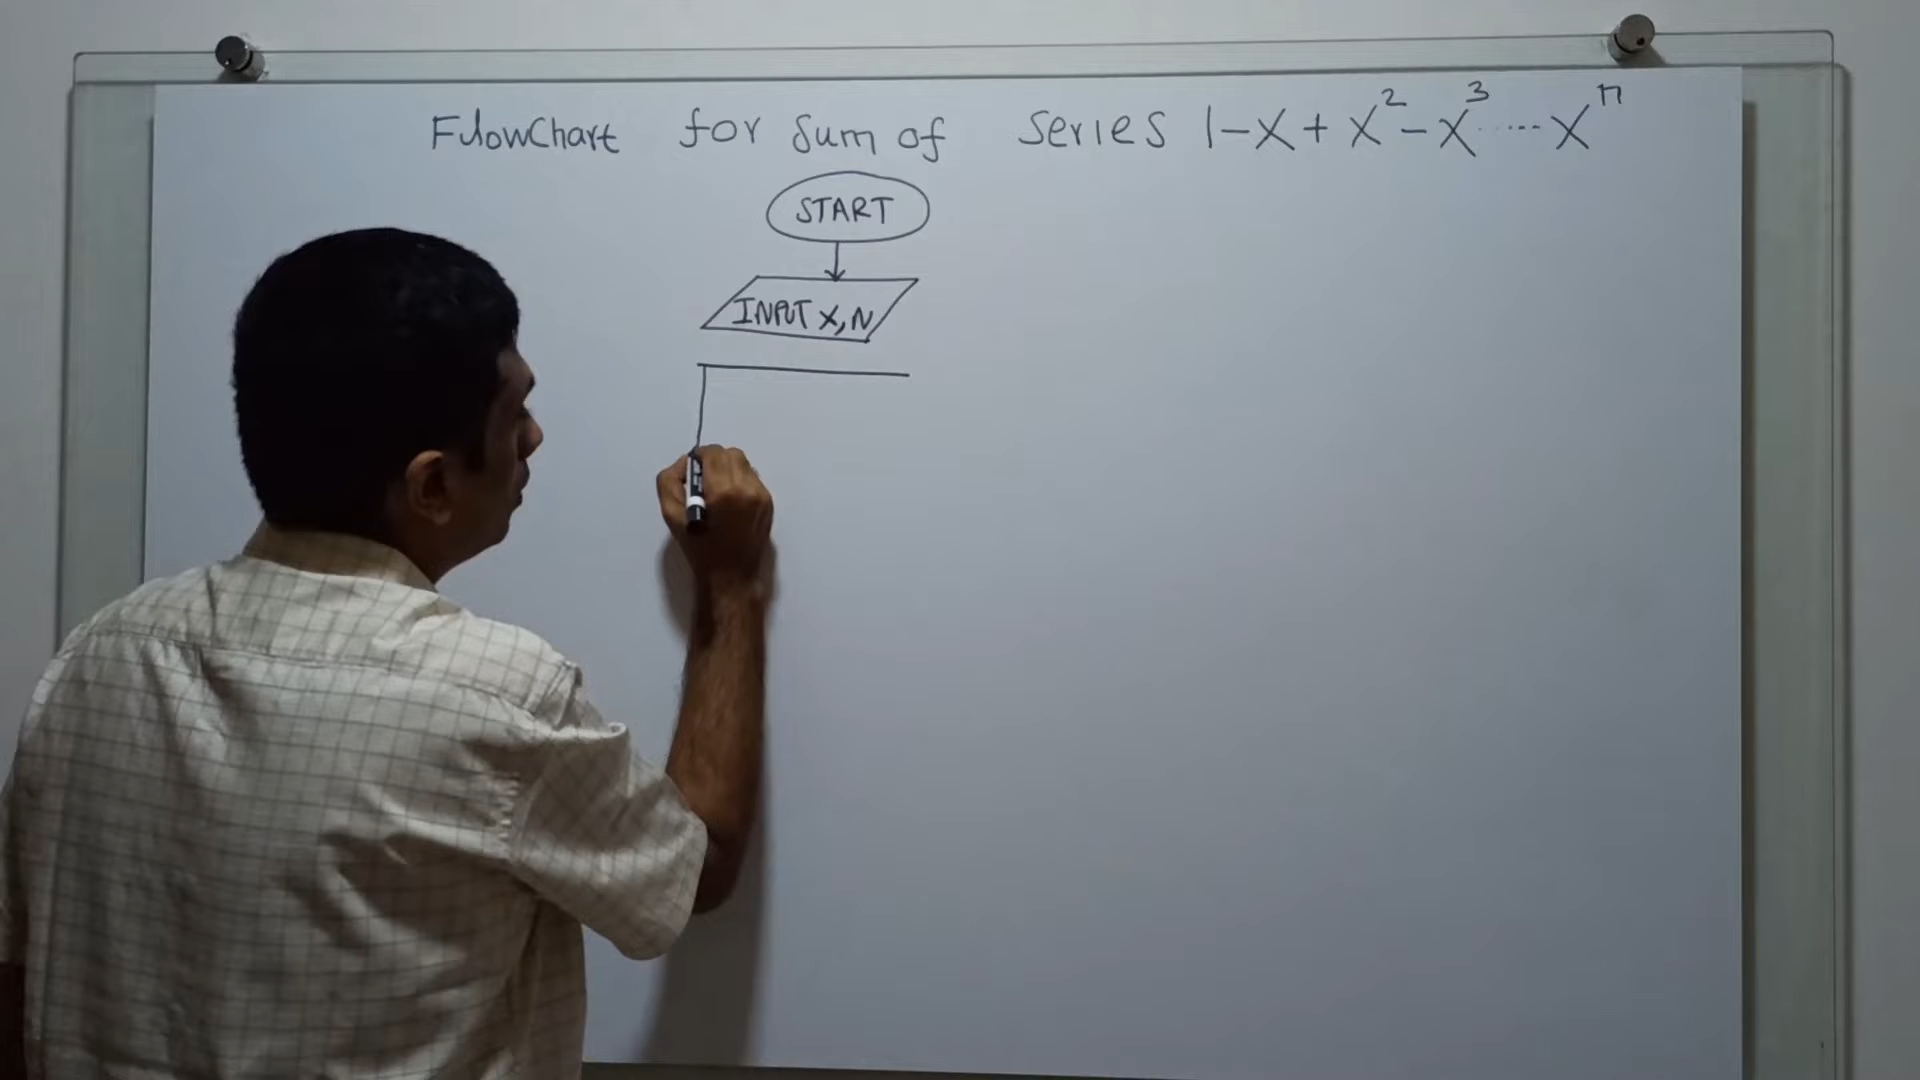 FlowChart for Sum of Series 1-X+X²-X³.....Xⁿ
START
INPUT X,N